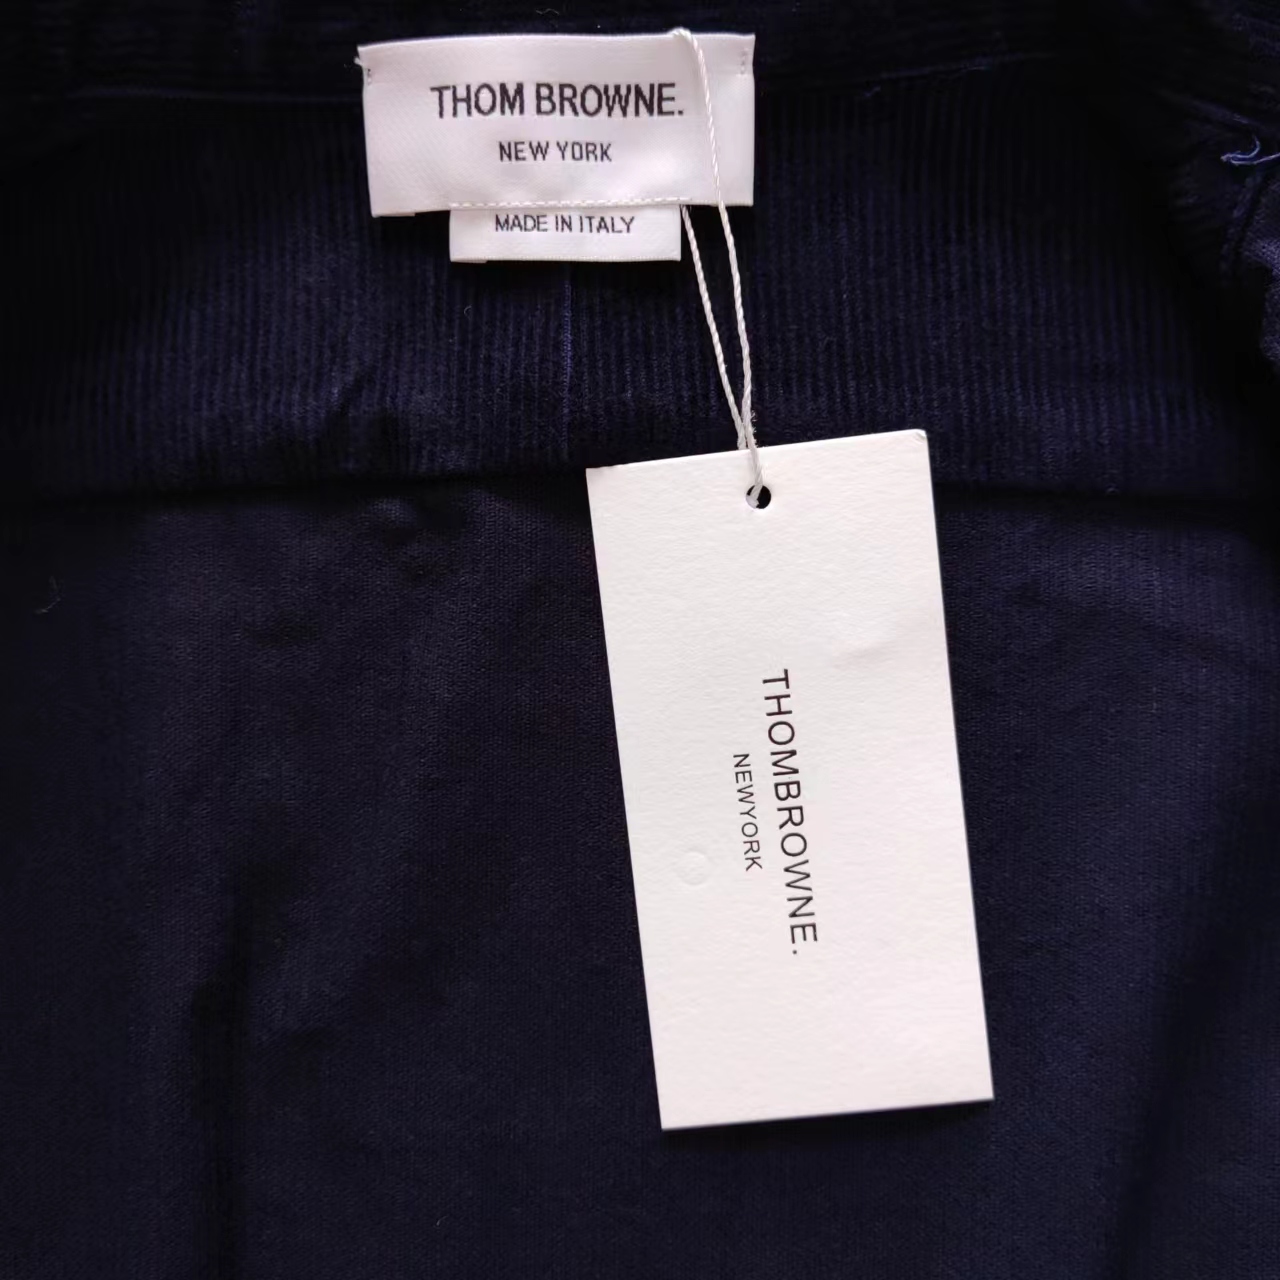 THOM BROWNE.
NEW YORK
MADE IN ITALY
THOMBROWNE.
NEWYORK